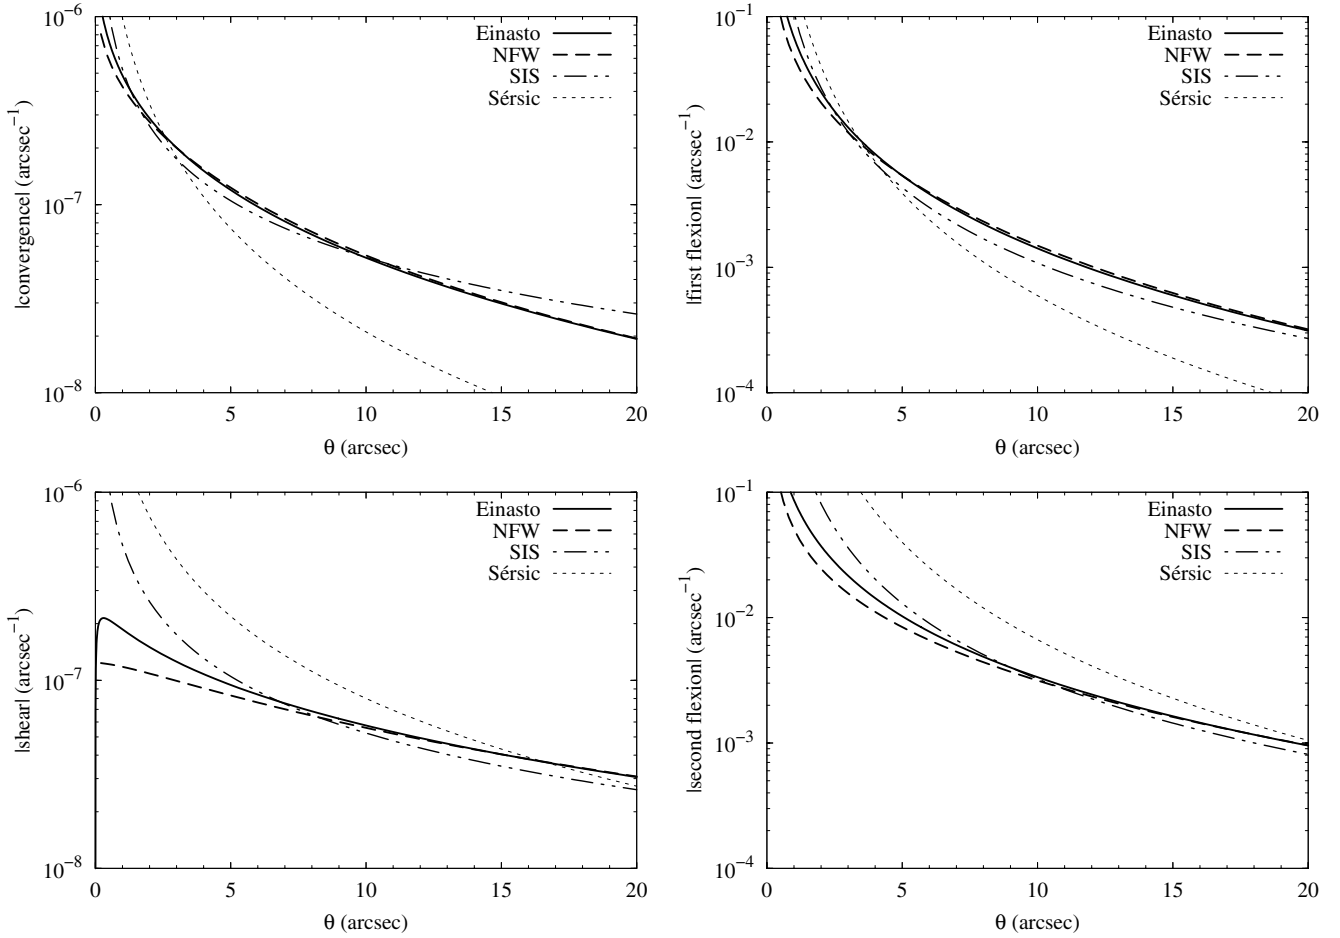 |convergence| (arcsec⁻¹)
10⁻⁶
10⁻⁷
10⁻⁸
Einasto
NFW
SIS
Sérsic
0 5 10 15 20
θ (arcsec)
|first flexion| (arcsec⁻¹)
10⁻¹
10⁻²
10⁻³
10⁻⁴
Einasto
NFW
SIS
Sérsic
0 5 10 15 20
θ (arcsec)
|shear| (arcsec⁻¹)
10⁻⁶
10⁻⁷
10⁻⁸
Einasto
NFW
SIS
Sérsic
0 5 10 15 20
θ (arcsec)
|second flexion| (arcsec⁻¹)
10⁻¹
10⁻²
10⁻³
10⁻⁴
Einasto
NFW
SIS
Sérsic
0 5 10 15 20
θ (arcsec)